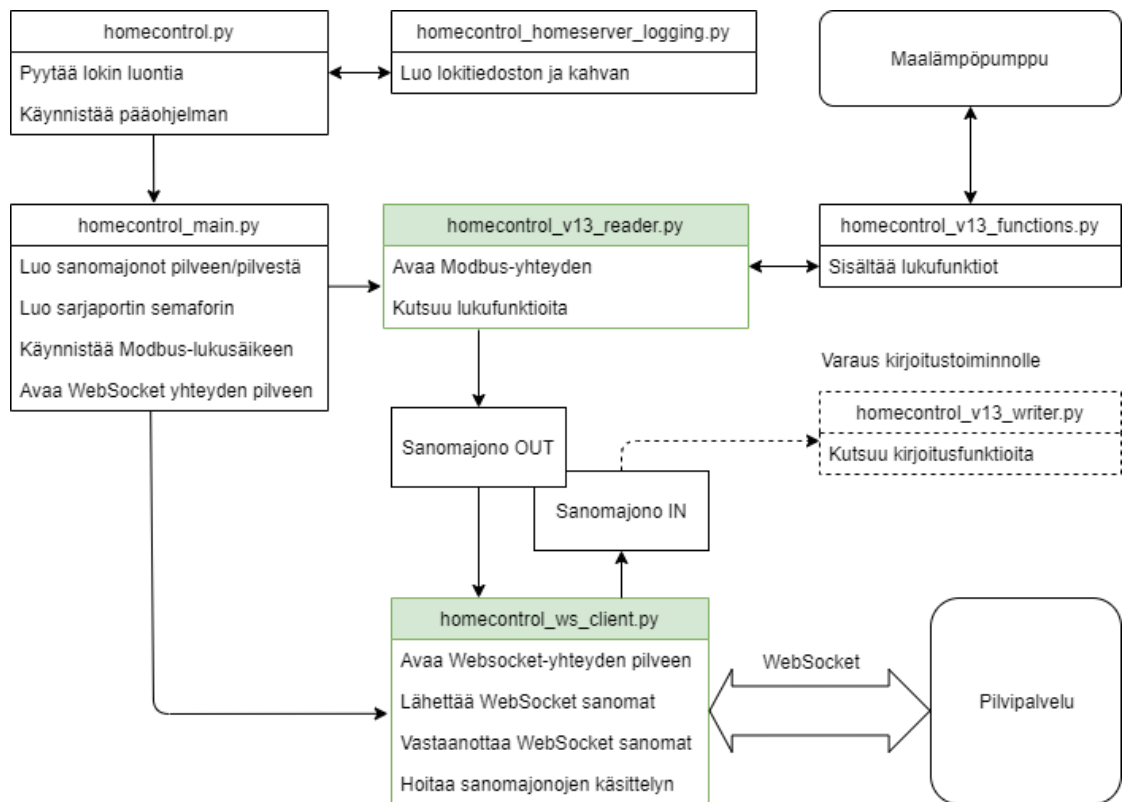 homecontrol.py
Pyytää lokin luontia
Käynnistää pääohjelman
homecontrol_homeserver_logging.py
Luo lokitiedoston ja kahvan
Maalämpöpumppu
homecontrol_main.py
Luo sanomajonot pilveen/pilvestä
Luo sarjaportin semaforin
Käynnistää Modbus-lukusäikeen
Avaa WebSocket yhteyden pilveen
homecontrol_v13_reader.py
Avaa Modbus-yhteyden
Kutsuu lukufunktioita
homecontrol_v13_functions.py
Sisältää lukufunktiot
Varaus kirjoitustoiminnolle
homecontrol_v13_writer.py
Kutsuu kirjoitusfunktioita
Sanomajono OUT
Sanomajono IN
homecontrol_ws_client.py
Avaa Websocket-yhteyden pilveen
Lähettää WebSocket sanomat
Vastaanottaa WebSocket sanomat
Hoitaa sanomajonojen käsittelyn
WebSocket
Pilvipalvelu